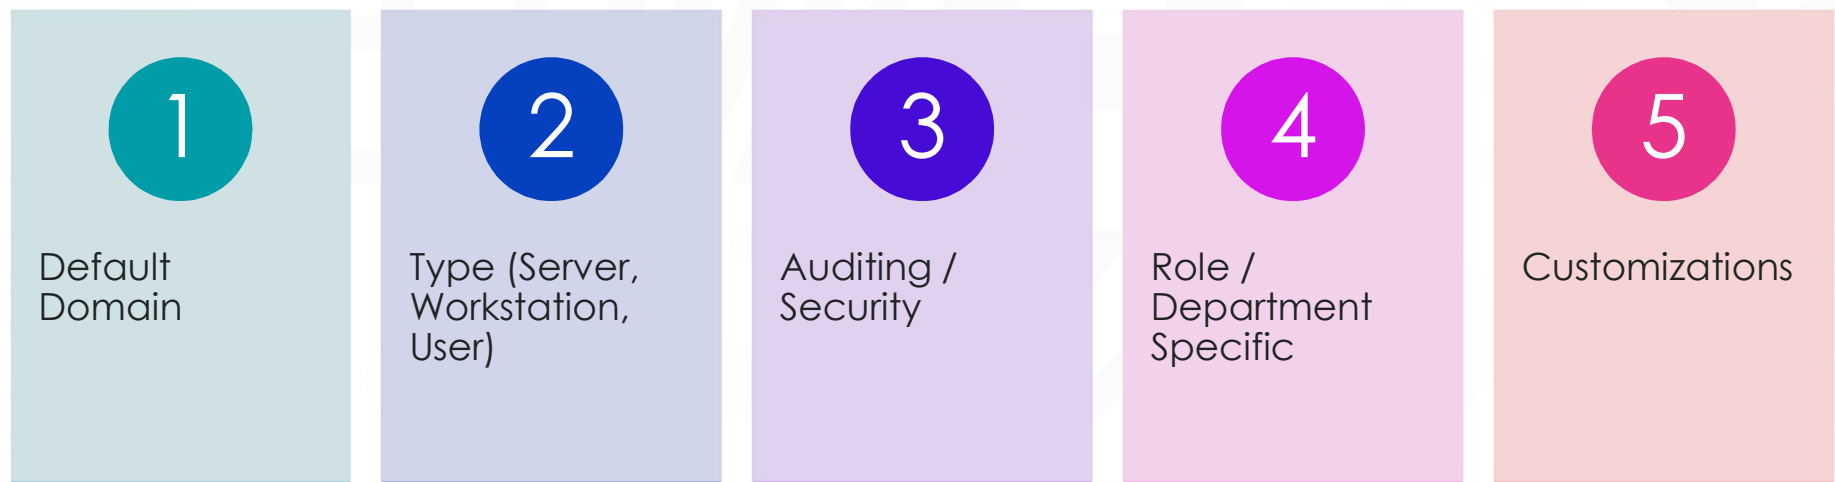 1
Default
Domain
2
Type (Server,
Workstation,
User)
3
Auditing /
Security
4
Role /
Department
Specific
5
Customizations